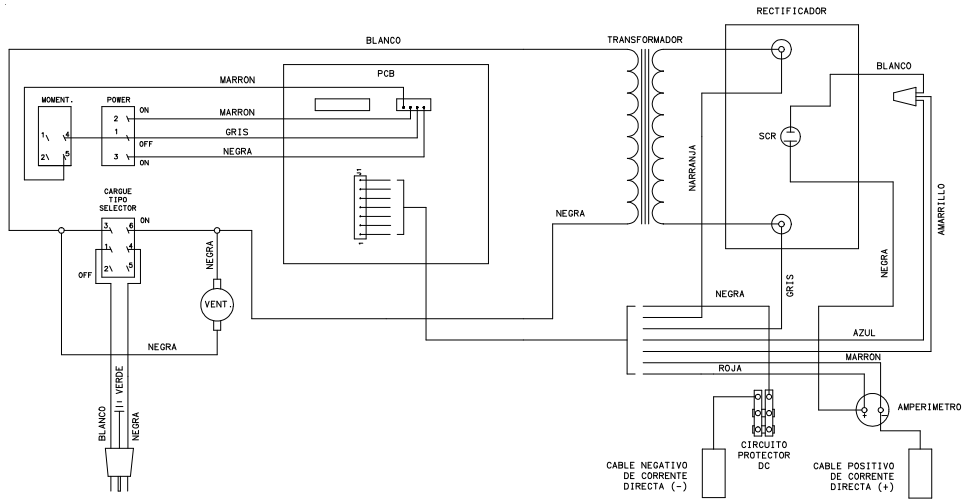 RECTIFICADOR
BLANCO
TRANSFORMADOR
PCB
BLANCO
MARRON
MOMENT.
POWER
ON
2
MARRON
1
4
1
GRIS
OFF
SCR
2
5
3
NEGRA
ON
NARRANJA
CARGUE
TIPO
SELECTOR
ON
3
6
NEGRA
AMARRILLO
1
4
1
NEGRA
NEGRA
OFF
2
5
GRIS
NEGRA
VENT.
AZUL
NEGRA
MARRON
ROJA
VERDE
+
-
AMPERIMETRO
BLANCO
NEGRA
CIRCUITO
PROTECTOR
DC
CABLE NEGATIVO
DE CORRENTE
DIRECTA (-)
CABLE POSITIVO
DE CORRENTE
DIRECTA (+)